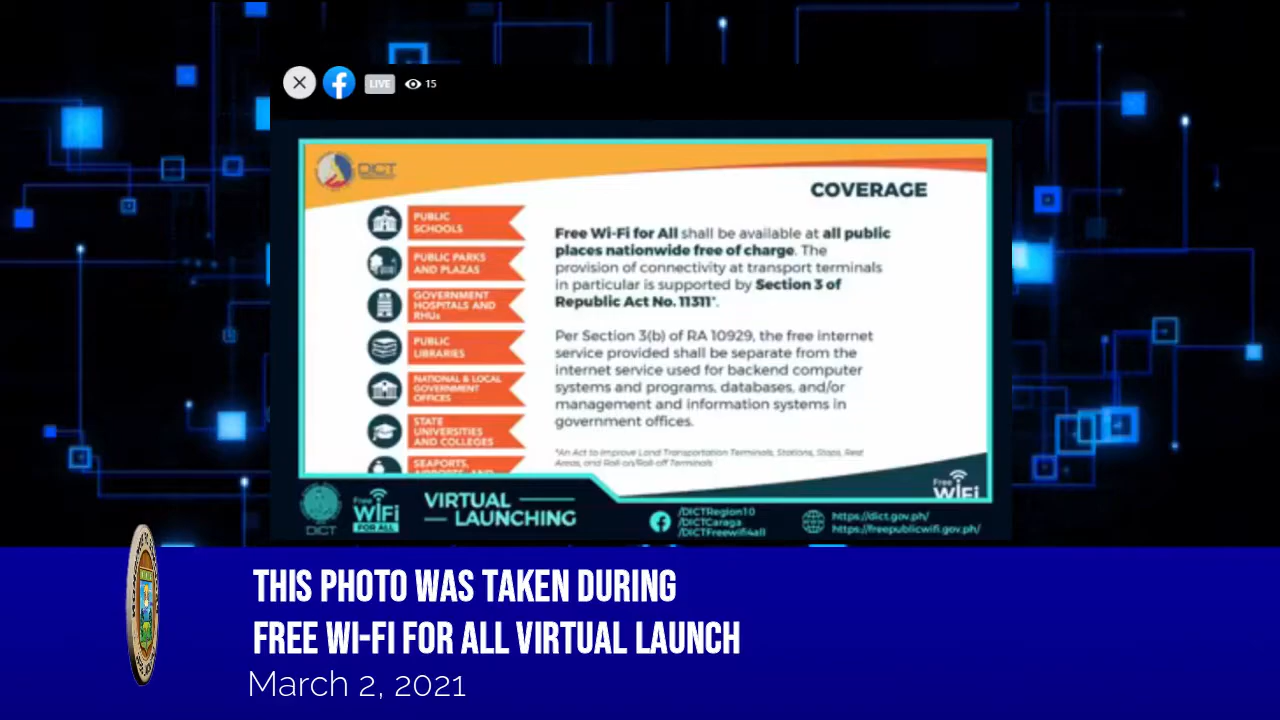 LIVE
15
DICT
COVERAGE
PUBLIC
SCHOOLS
PUBLIC PARKS
AND PLAZAS
GOVERNMENT
HOSPITALS AND
RHUs
PUBLIC
LIBRARIES
NATIONAL & LOCAL
GOVERNMENT
OFFICES
STATE
UNIVERSITIES
AND COLLEGES
SEAPORTS,
Free Wi-Fi for All shall be available at all public
places nationwide free of charge. The
provision of connectivity at transport terminals
in particular is supported by Section 3 of
Republic Act No. 11311*.
Per Section 3(b) of RA 10929, the free internet
service provided shall be separate from the
internet service used for backend computer
systems and programs, databases, and/or
management and information systems in
government offices.
*An Act to Improve Land Transportation Terminals, Stations, Stops, Rest
Areas, and Roll on/Roll-off Terminals
Free
WiFi
DICT
Free
WiFi
FOR ALL
VIRTUAL
LAUNCHING
/DICTRegion10
/DICTCaraga
/DICTFreewifi4all
https://dict.gov.ph/
https://freepublicwifi.gov.ph/
THIS PHOTO WAS TAKEN DURING
FREE WI-FI FOR ALL VIRTUAL LAUNCH
March 2, 2021